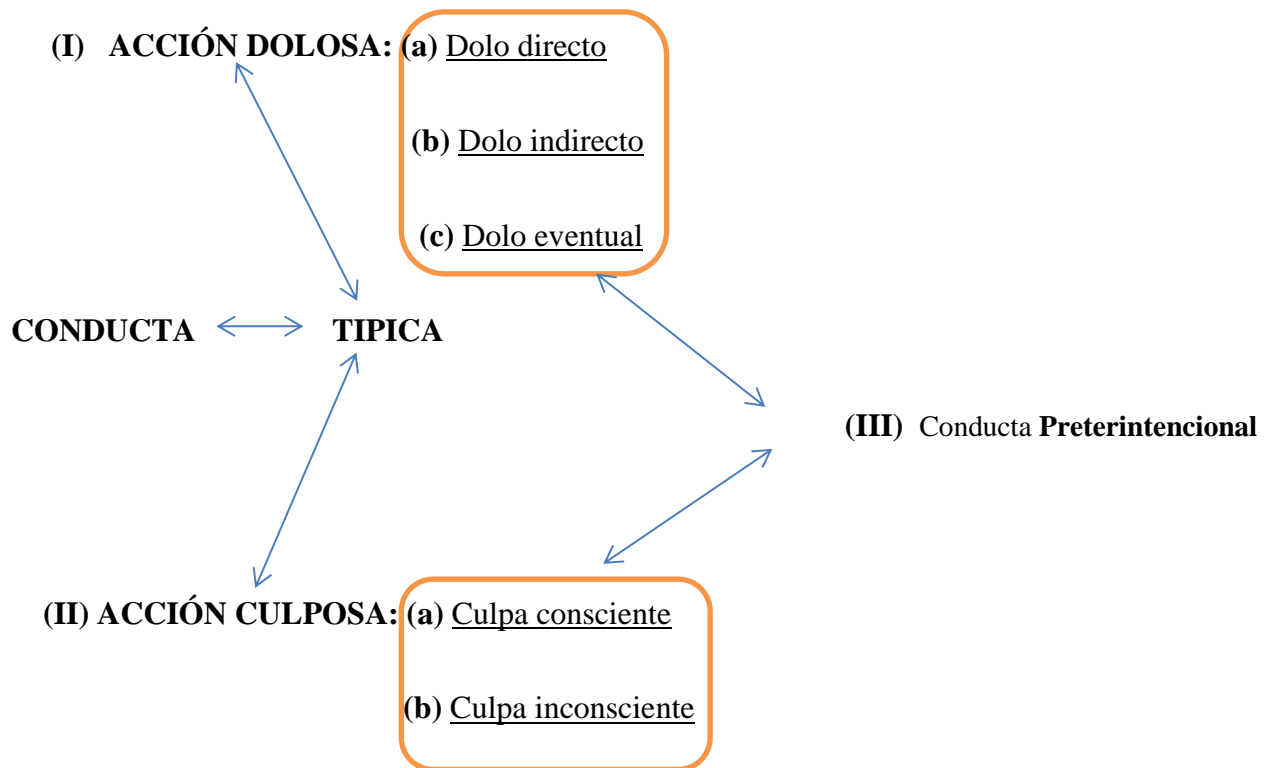 (I) ACCIÓN DOLOSA: (a) Dolo directo
(b) Dolo indirecto
(c) Dolo eventual
CONDUCTA TIPICA
(III) Conducta Preterintencional
(II) ACCIÓN CULPOSA: (a) Culpa consciente
(b) Culpa inconsciente